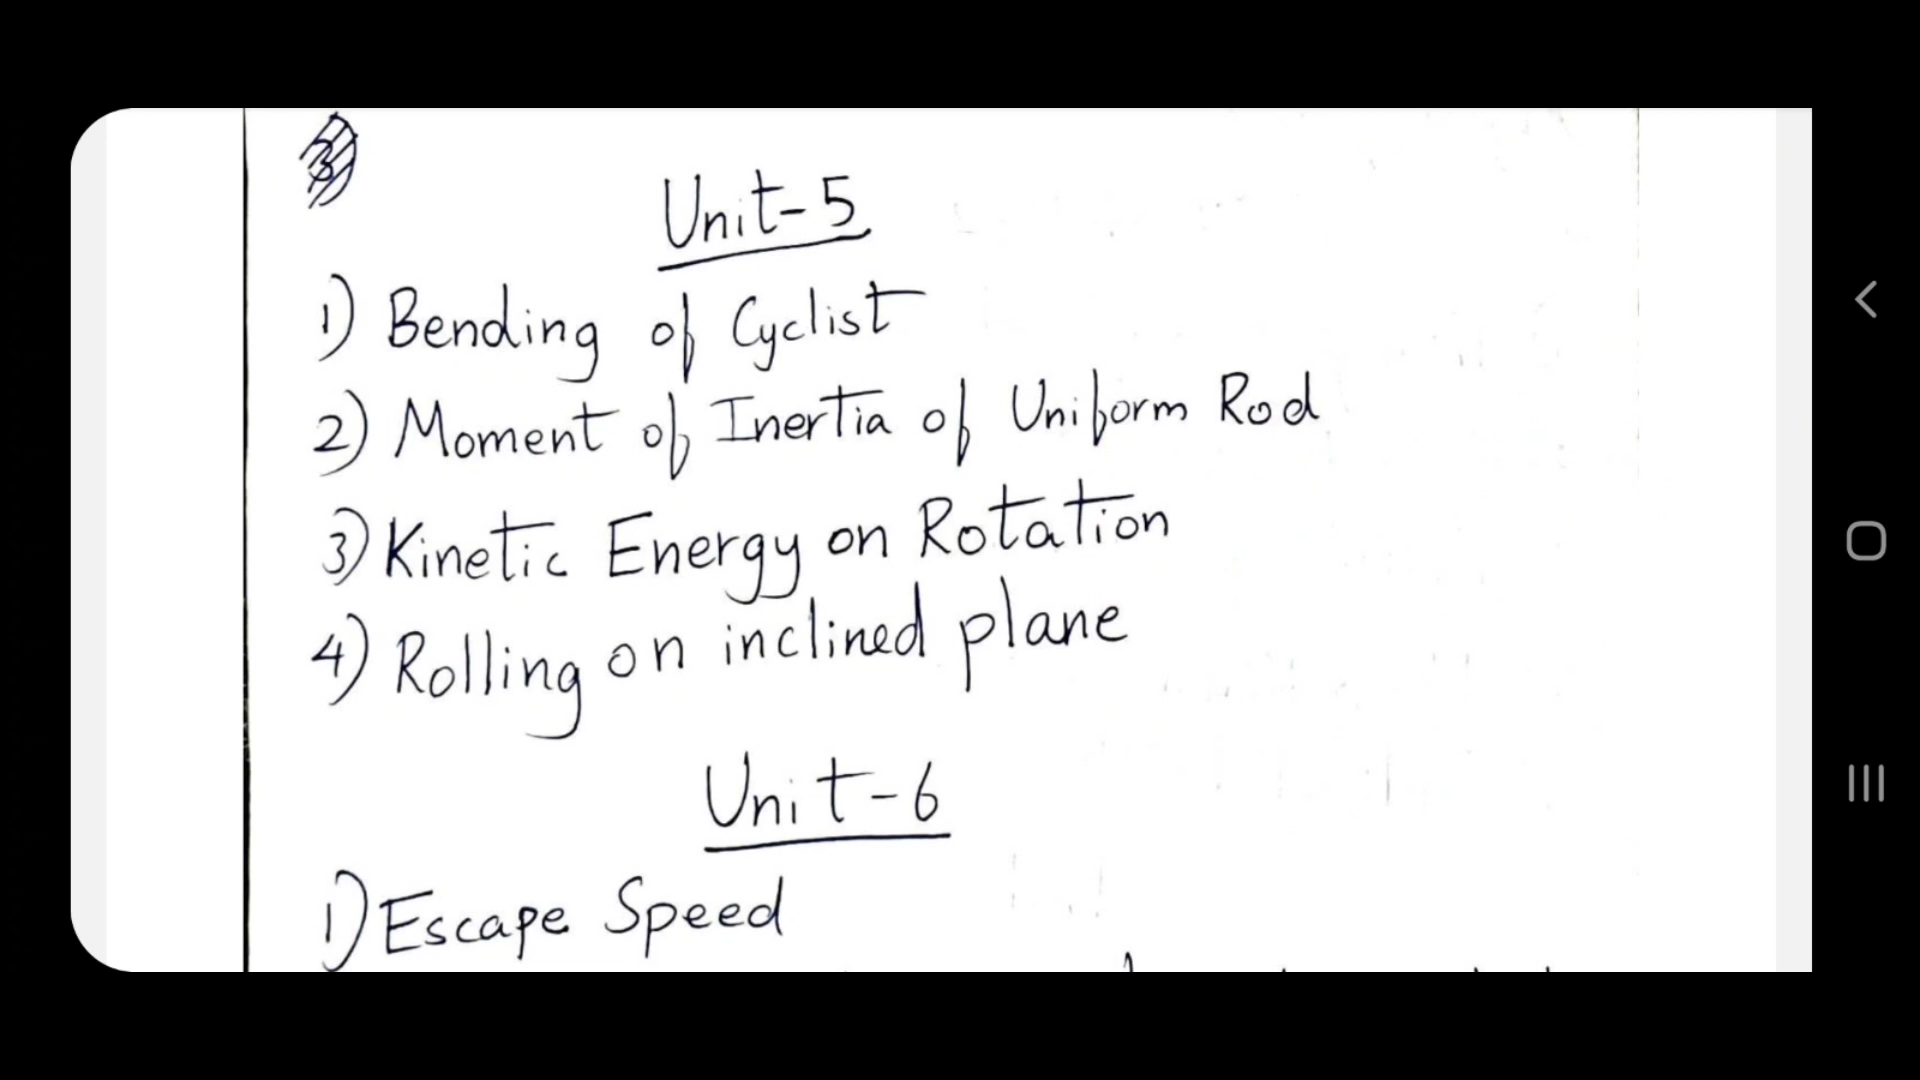 Unit-5
1) Bending of Cyclist
2) Moment of Inertia of Uniform Rod
3) Kinetic Energy on Rotation
4) Rolling on inclined plane
Unit-6
1) Escape Speed